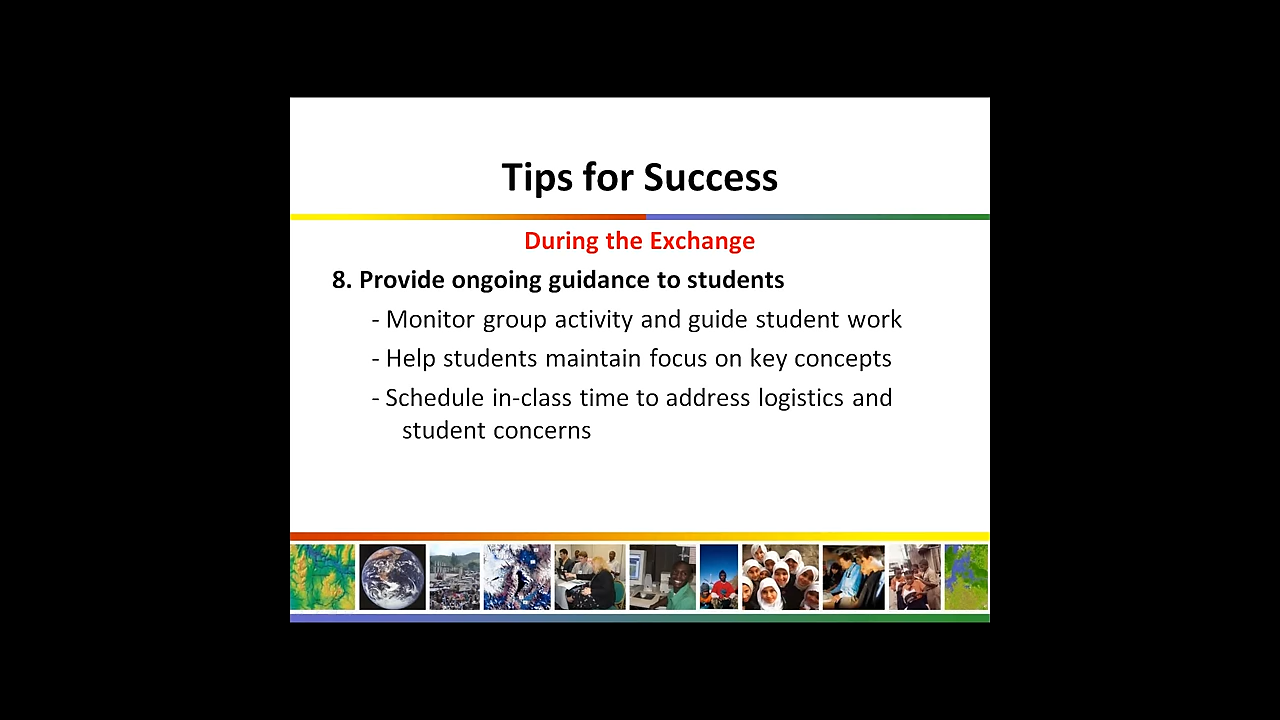 Tips for Success
During the Exchange
8. Provide ongoing guidance to students
- Monitor group activity and guide student work
- Help students maintain focus on key concepts
- Schedule in-class time to address logistics and
student concerns